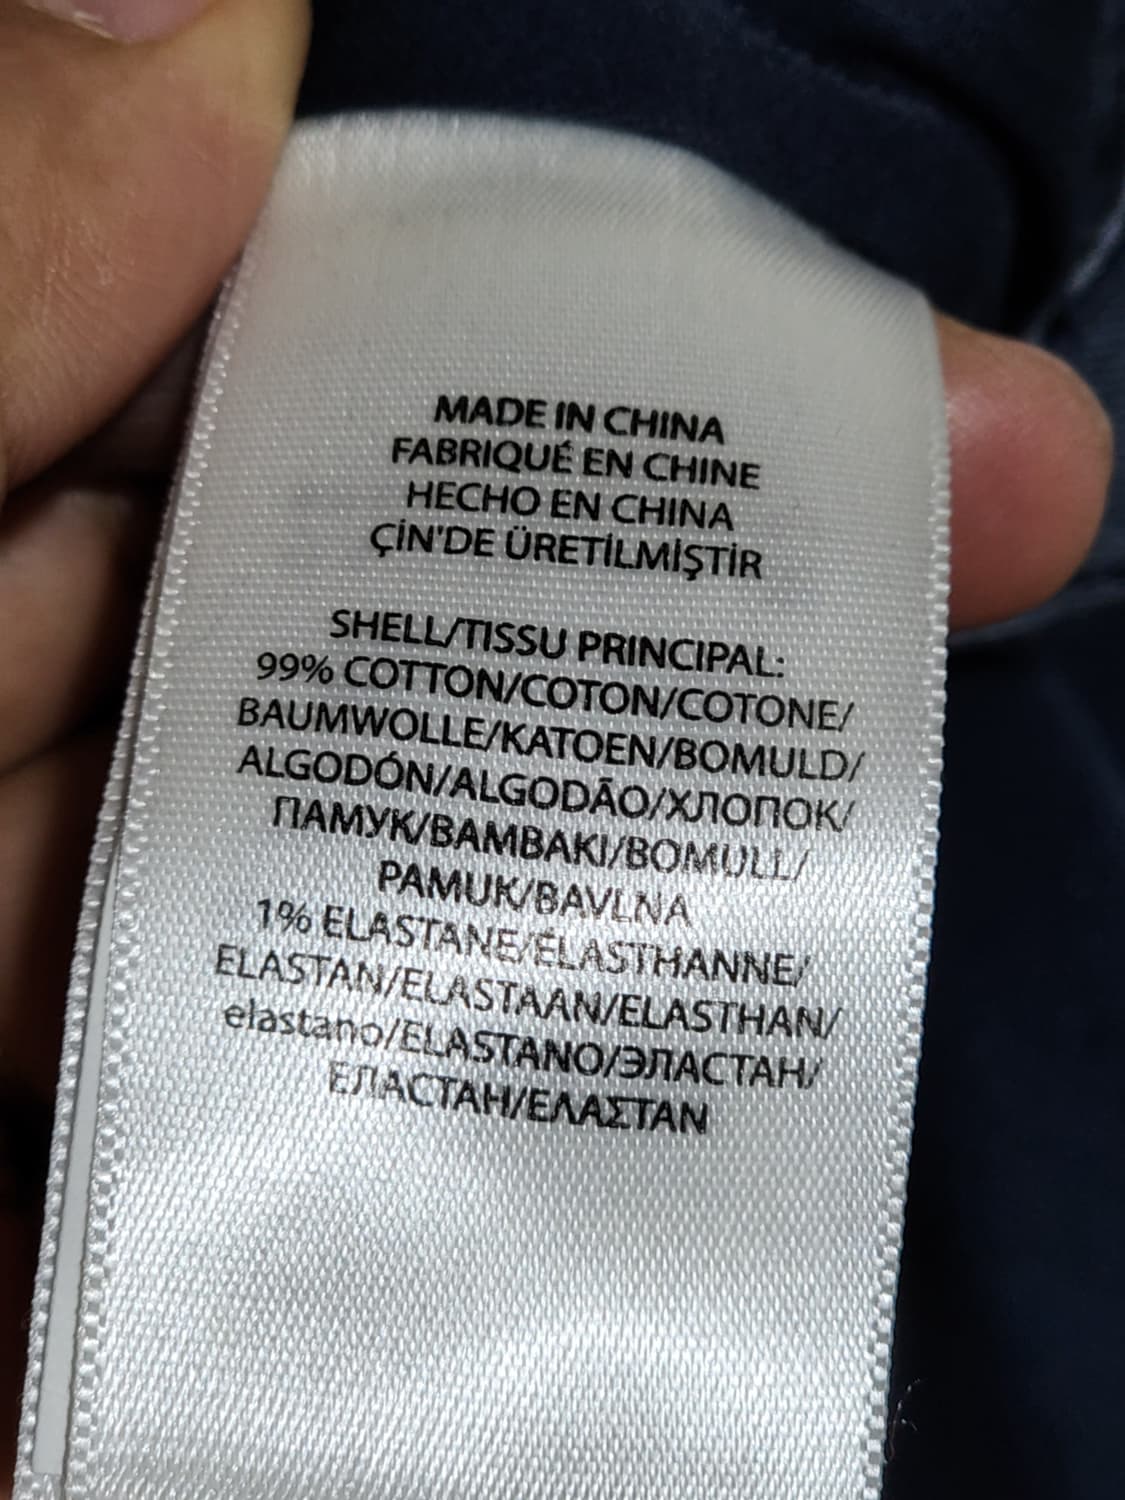 MADE IN CHINA
FABRIQUÉ EN CHINE
HECHO EN CHINA
ÇİN'DE ÜRETİLMİŞTİR
SHELL/TISSU PRINCIPAL:
99% COTTON/COTON/COTONE/
BAUMWOLLE/KATOEN/BOMULD/
ALGODÓN/ALGODÃO/ХЛОПОК/
ПАМУК/BAMBAKI/BOMULL/
PAMUK/BAVLNA
1% ELASTANE/ÉLASTHANNE/
ELASTAN/ELASTAAN/ELASTHAN/
elastano/ELASTANO/ЭЛАСТАН/
ЕЛАСТАН/ΕΛΑΣΤΑΝ